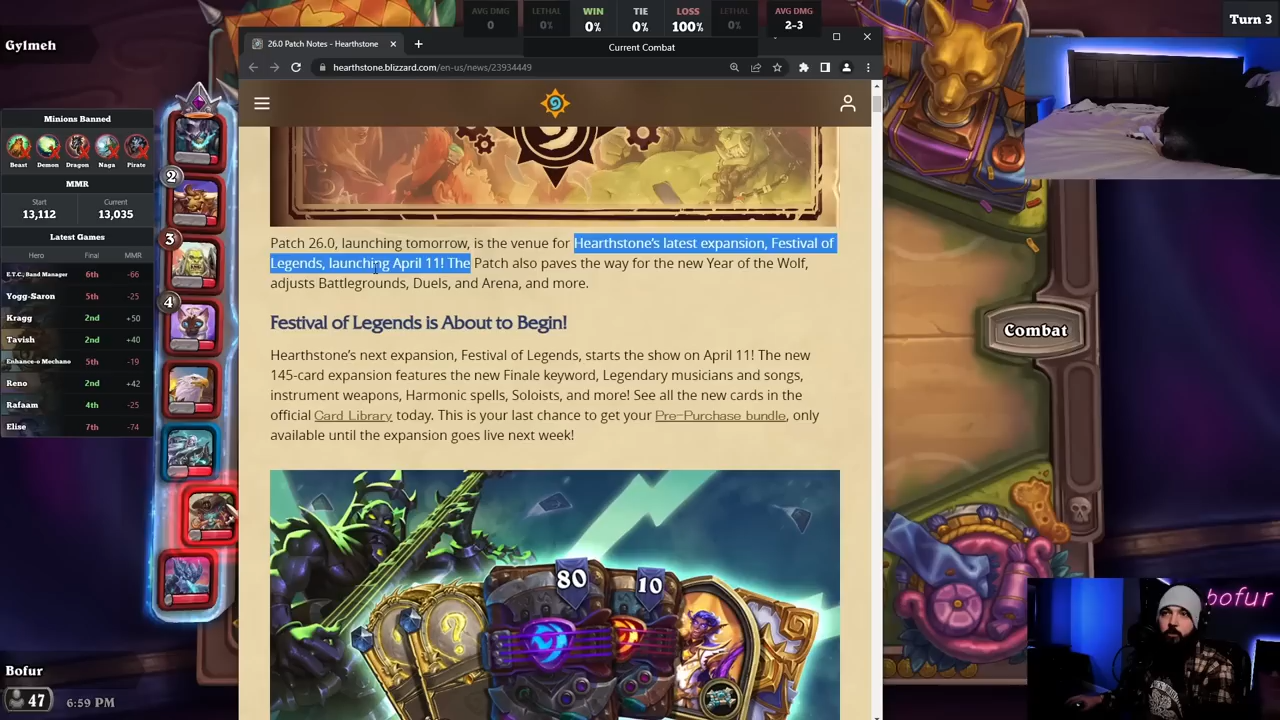 AVG DMG
0
LETHAL
0%
WIN
0%
TIE
0%
LOSS
100%
LETHAL
0%
AVG DMG
2-3
Current Combat
Turn 3
Gylmeh
26.0 Patch Notes - Hearthstone
hearthstone.blizzard.com/en-us/news/23934449
Minions Banned
Beast
Demon
Dragon
Naga
Pirate
MMR
Start
Current
13,112
13,035
Latest Games
Hero
Final
MMR
E.T.C., Band Manager 6th -66
Yogg-Saron 5th -25
Kragg 2nd +50
Tavish 2nd +40
Enhance-o Mechano 5th -19
Reno 2nd +42
Rafaam 4th -25
Elise 7th -74
2
3
4
Patch 26.0, launching tomorrow, is the venue for Hearthstone's latest expansion, Festival of
Legends, launching April 11! The Patch also paves the way for the new Year of the Wolf,
adjusts Battlegrounds, Duels, and Arena, and more.
Festival of Legends is About to Begin!
Hearthstone's next expansion, Festival of Legends, starts the show on April 11! The new
145-card expansion features the new Finale keyword, Legendary musicians and songs,
instrument weapons, Harmonic spells, Soloists, and more! See all the new cards in the
official Card Library today. This is your last chance to get your Pre-Purchase bundle, only
available until the expansion goes live next week!
80
10
Combat
bofur
Bofur
47
6:59 PM